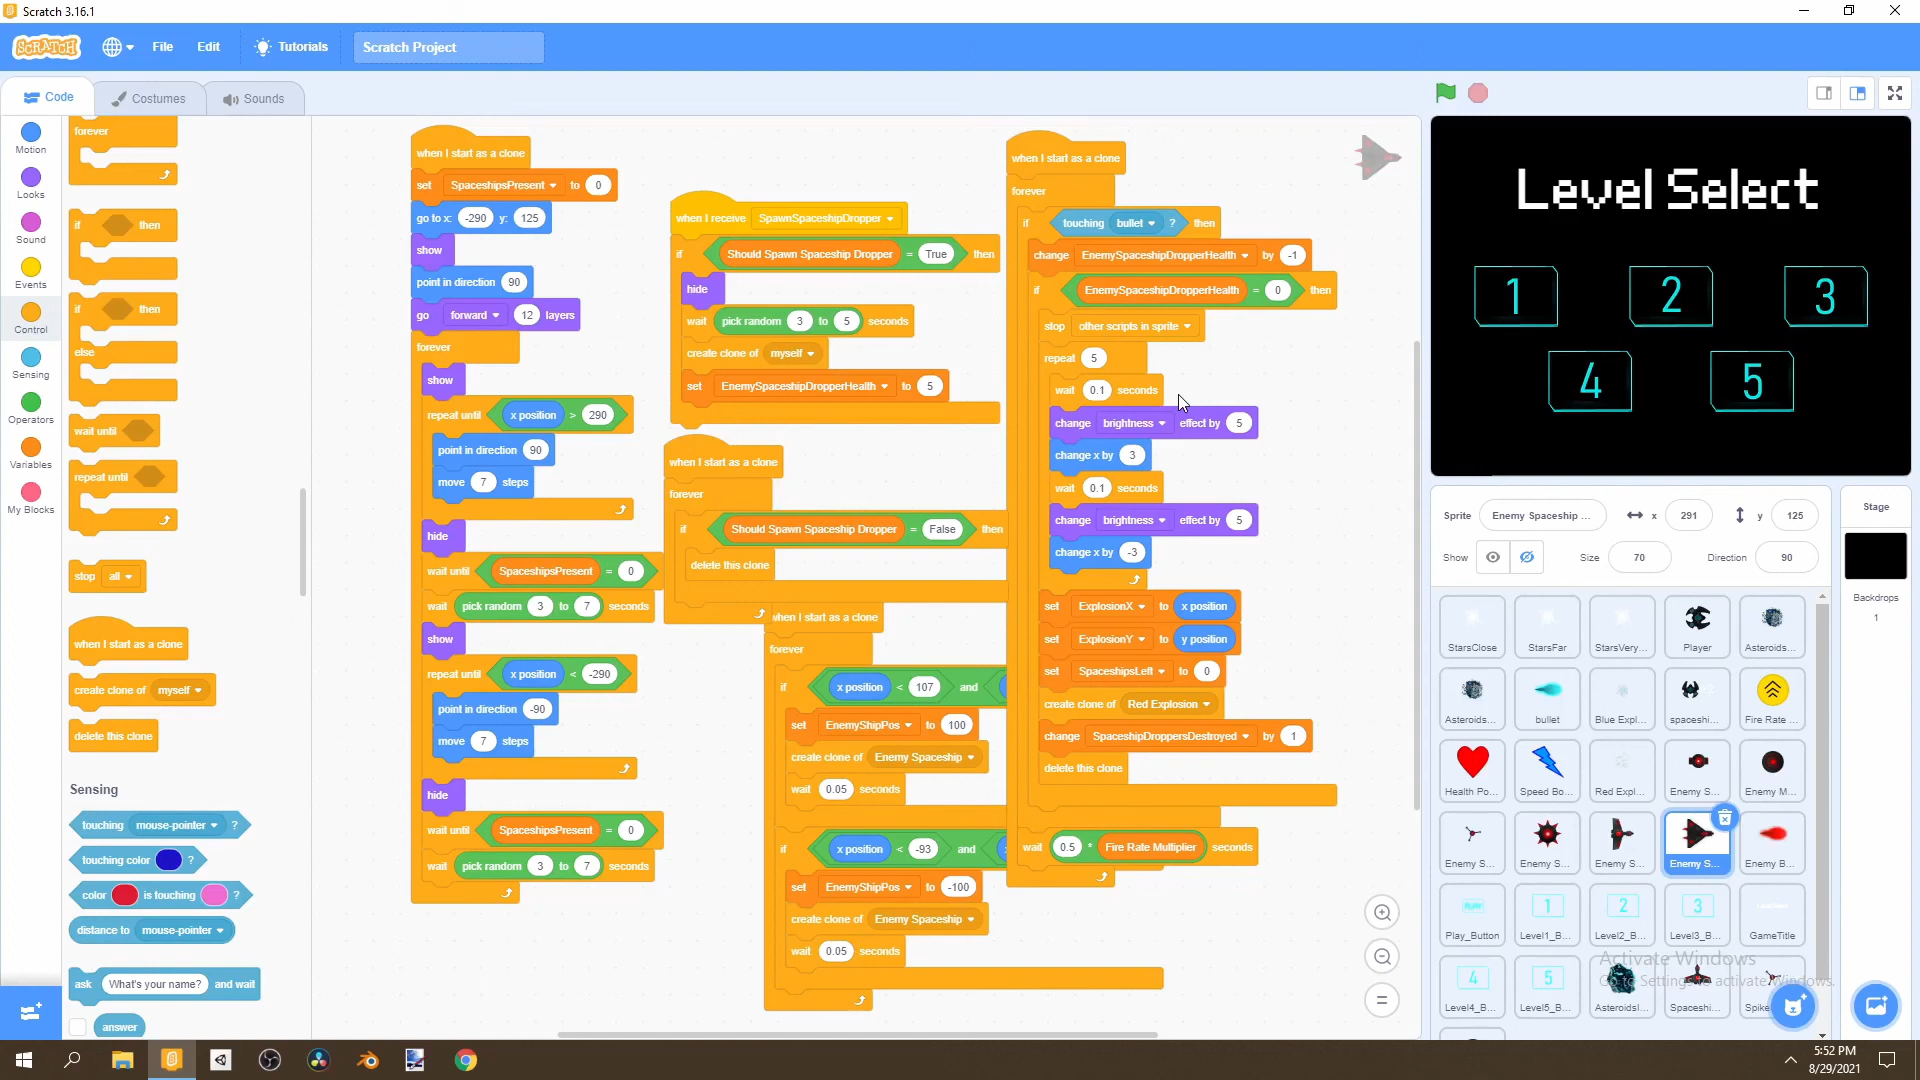 Scratch 3.16.1
SCRATCH
File
Edit
Tutorials
Scratch Project
Code
Costumes
Sounds
Motion
Looks
Sound
Events
Control
Sensing
Operators
Variables
My Blocks
forever
if then
if then
else
wait until
repeat until
stop all
when I start as a clone
create clone of myself
delete this clone
Sensing
touching mouse-pointer ?
touching color ?
color is touching ?
distance to mouse-pointer
ask What's your name? and wait
answer
when I start as a clone
set SpaceshipsPresent to 0
go to x: -290 y: 125
show
point in direction 90
go forward 12 layers
forever
show
repeat until x position > 290
point in direction 90
move 7 steps
hide
wait until SpaceshipsPresent = 0
wait pick random 3 to 7 seconds
show
repeat until x position < -290
point in direction -90
move 7 steps
hide
wait until SpaceshipsPresent = 0
wait pick random 3 to 7 seconds
when I receive SpawnSpaceshipDropper
if Should Spawn Spaceship Dropper = True then
hide
wait pick random 3 to 5 seconds
create clone of myself
set EnemySpaceshipDropperHealth to 5
when I start as a clone
forever
if Should Spawn Spaceship Dropper = False then
delete this clone
when I start as a clone
forever
if x position < 107 and
set EnemyShipPos to 100
create clone of Enemy Spaceship
wait 0.05 seconds
if x position < -93 and
set EnemyShipPos to -100
create clone of Enemy Spaceship
wait 0.05 seconds
when I start as a clone
forever
if touching bullet ? then
change EnemySpaceshipDropperHealth by -1
if EnemySpaceshipDropperHealth = 0 then
stop other scripts in sprite
repeat 5
wait 0.1 seconds
change brightness effect by 5
change x by 3
wait 0.1 seconds
change brightness effect by 5
change x by -3
set ExplosionX to x position
set ExplosionY to y position
set SpaceshipsLeft to 0
create clone of Red Explosion
change SpaceshipDroppersDestroyed by 1
delete this clone
wait 0.5 * Fire Rate Multiplier seconds
Level Select
1 2 3
4 5
Sprite Enemy Spaceship ... x 291 y 125
Show Size 70 Direction 90
Stage
Backdrops
1
StarsClose StarsFar StarsVery... Player Asteroids...
Asteroids... bullet Blue Expl... spaceshi... Fire Rate ...
Health Po... Speed Bo... Red Expl... Enemy S... Enemy M...
Enemy S... Enemy S... Enemy S... Enemy S... Enemy B...
PLAY 1 2 3
Play_Button Level1_B... Level2_B... Level3_B... GameTitle
4 5
Level4_B... Level5_B... AsteroidsI... Spaceshi... Spike
Activate Windows
Go to Settings to activate Windows.
5:52 PM
8/29/2021